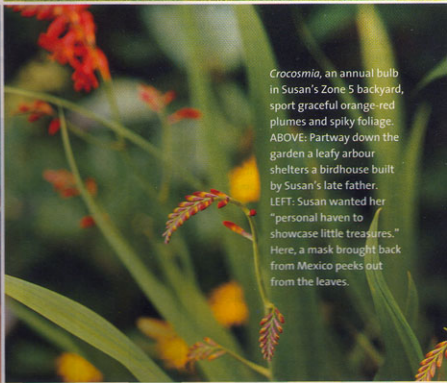 Crocosmia, an annual bulb
in Susan's Zone 5 backyard,
sport graceful orange-red
plumes and spiky foliage.
ABOVE: Partway down the
garden a leafy arbour
shelters a birdhouse built
by Susan's late father.
LEFT: Susan wanted her
"personal haven to
showcase little treasures."
Here, a mask brought back
from Mexico peeks out
from the leaves.